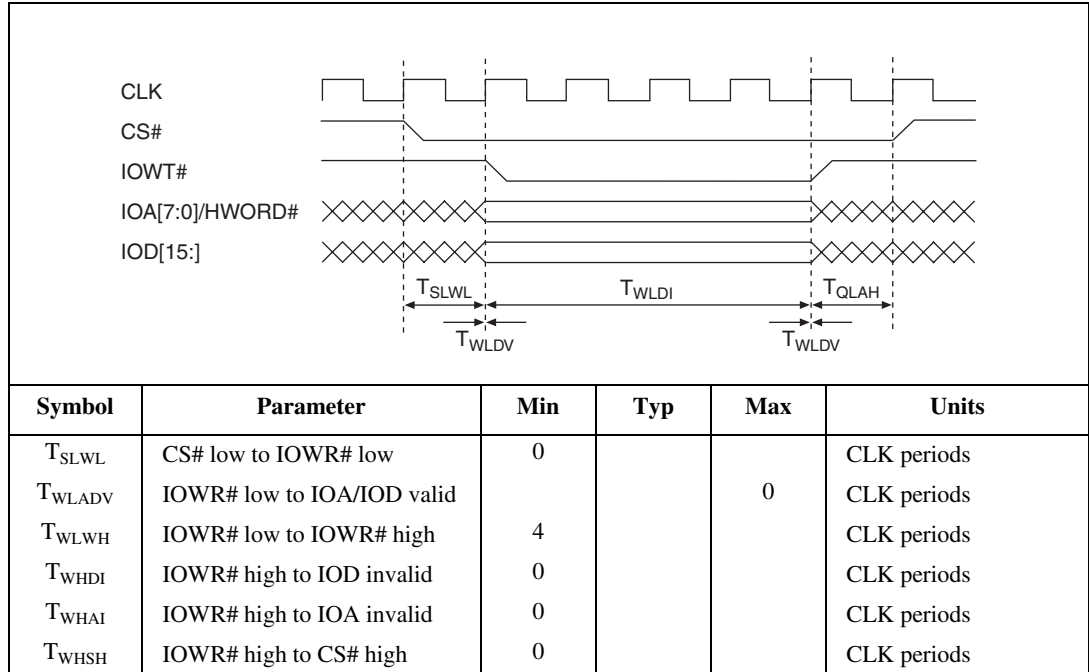 CLK
CS#
IOWT#
IOA[7:0]/HWORD#
IOD[15:]
TSLWL TWLDI TQLAH
TWLDV TWLDV
Symbol Parameter Min Typ Max Units
TSLWL CS# low to IOWR# low 0 CLK periods
TWLADV IOWR# low to IOA/IOD valid 0 CLK periods
TWLWH IOWR# low to IOWR# high 4 CLK periods
TWHDI IOWR# high to IOD invalid 0 CLK periods
TWHAI IOWR# high to IOA invalid 0 CLK periods
TWHSH IOWR# high to CS# high 0 CLK periods